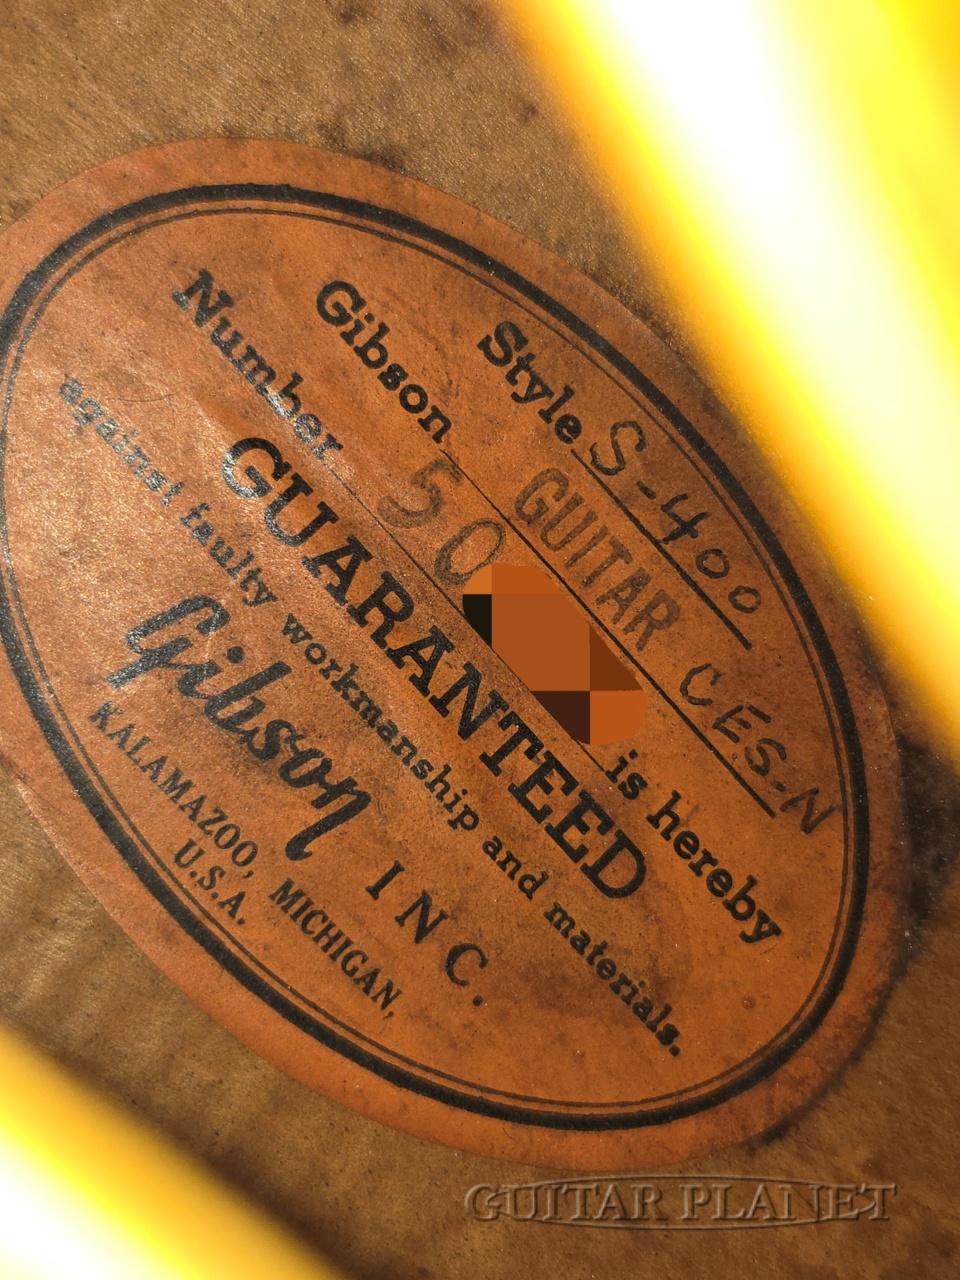 Style S-400
Gibson GUITAR CES-N
Number 50 is hereby
GUARANTEED
against faulty workmanship and materials.
Gibson INC.
KALAMAZOO, MICHIGAN,
U.S.A.
GUITAR PLANET